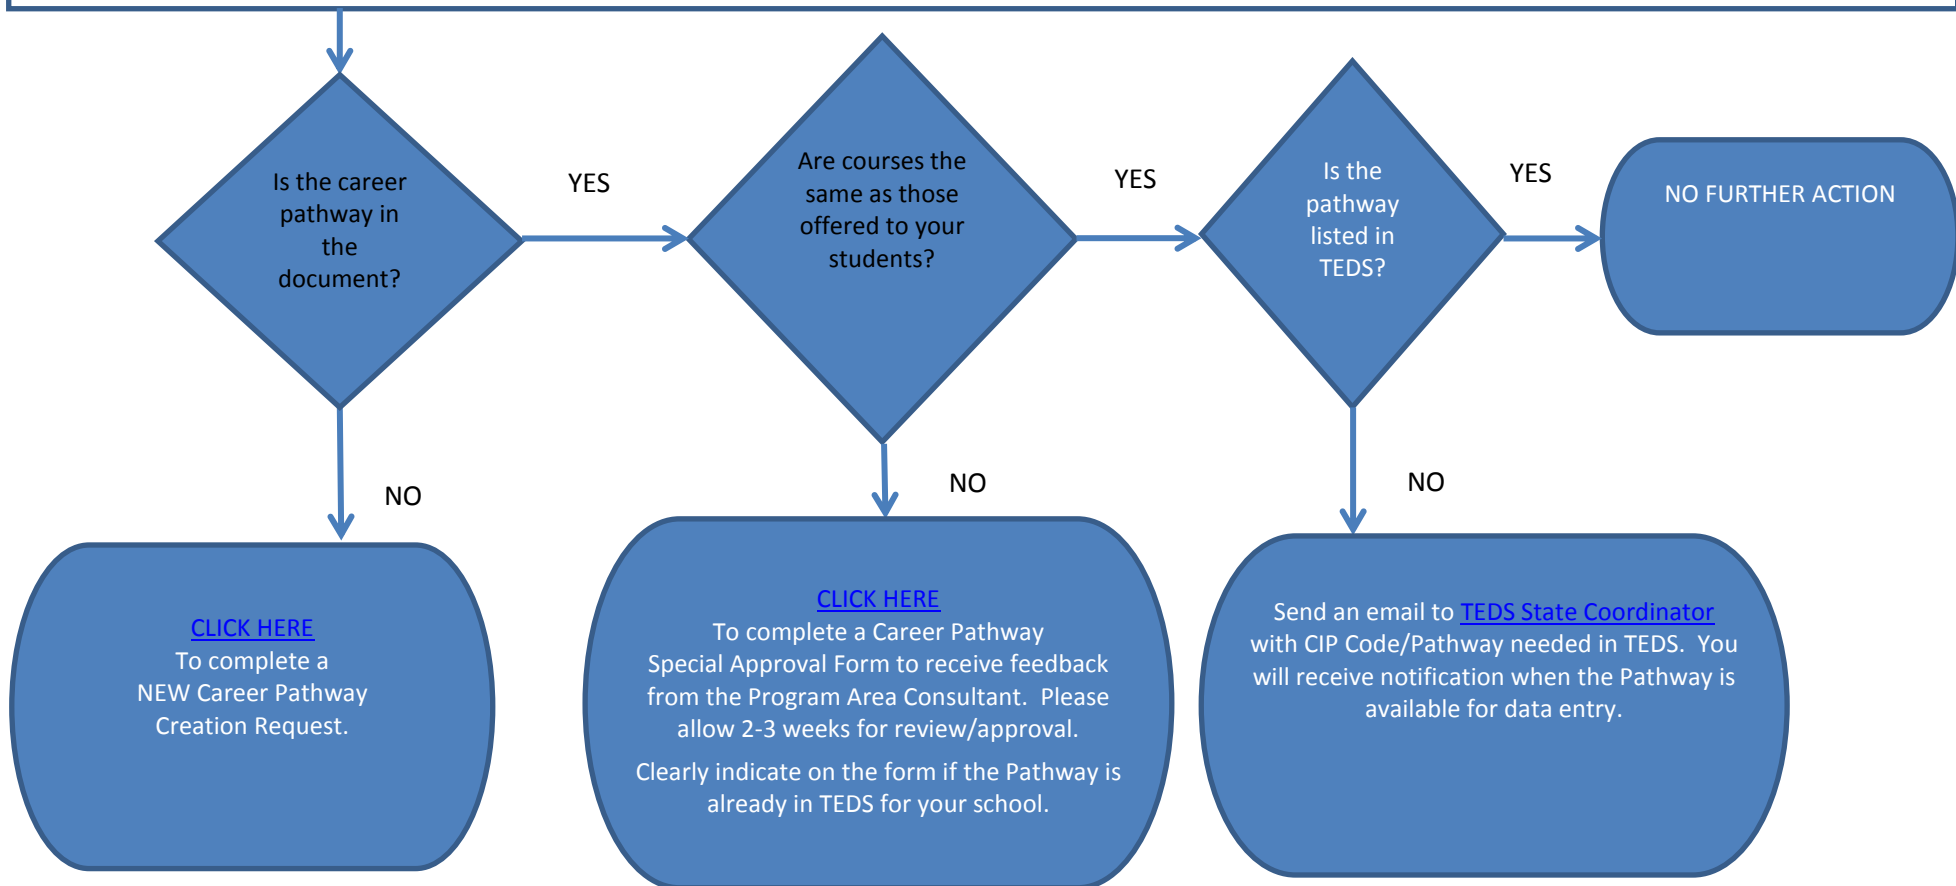 Is the career
pathway in
the
document?
YES
Are courses the
same as those
offered to your
students?
YES
Is the
pathway
listed in
TEDS?
YES
NO FURTHER ACTION
NO
NO
NO
CLICK HERE
To complete a
NEW Career Pathway
Creation Request.
CLICK HERE
To complete a Career Pathway
Special Approval Form to receive feedback
from the Program Area Consultant.  Please
allow 2-3 weeks for review/approval.
Clearly indicate on the form if the Pathway is
already in TEDS for your school.
Send an email to TEDS State Coordinator
with CIP Code/Pathway needed in TEDS.  You
will receive notification when the Pathway is
available for data entry.